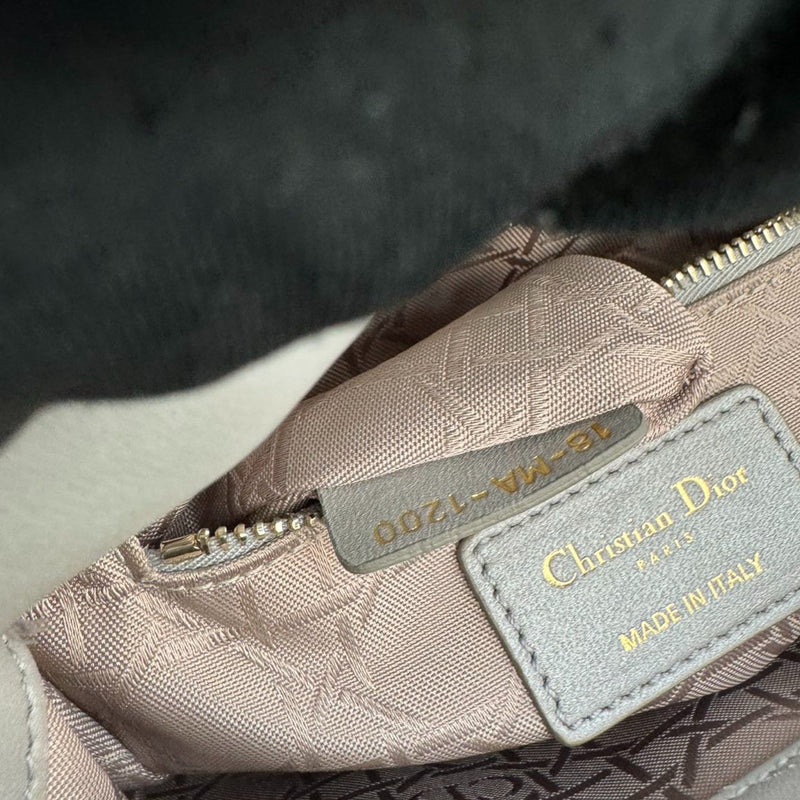 18-MA-1200
Christian Dior
PARIS
MADE IN ITALY